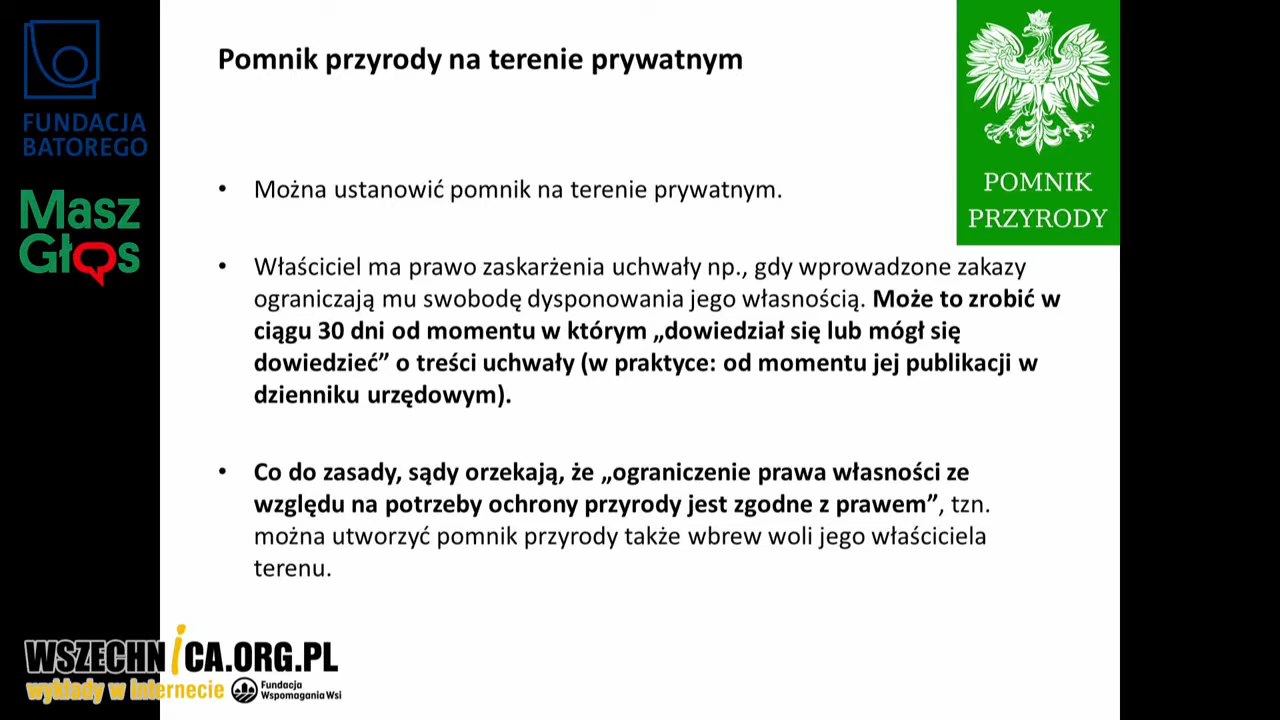 FUNDACJA
BATOREGO
Masz
Głos
Pomnik przyrody na terenie prywatnym
POMNIK
PRZYRODY
• Można ustanowić pomnik na terenie prywatnym.
• Właściciel ma prawo zaskarżenia uchwały np., gdy wprowadzone zakazy
ograniczają mu swobodę dysponowania jego własnością. Może to zrobić w
ciągu 30 dni od momentu w którym „dowiedział się lub mógł się
dowiedzieć” o treści uchwały (w praktyce: od momentu jej publikacji w
dzienniku urzędowym).
• Co do zasady, sądy orzekają, że „ograniczenie prawa własności ze
względu na potrzeby ochrony przyrody jest zgodne z prawem”, tzn.
można utworzyć pomnik przyrody także wbrew woli jego właściciela
terenu.
WSZECHNiCA.ORG.PL
wykłady w internecie
Fundacja
Wspomagania Wsi